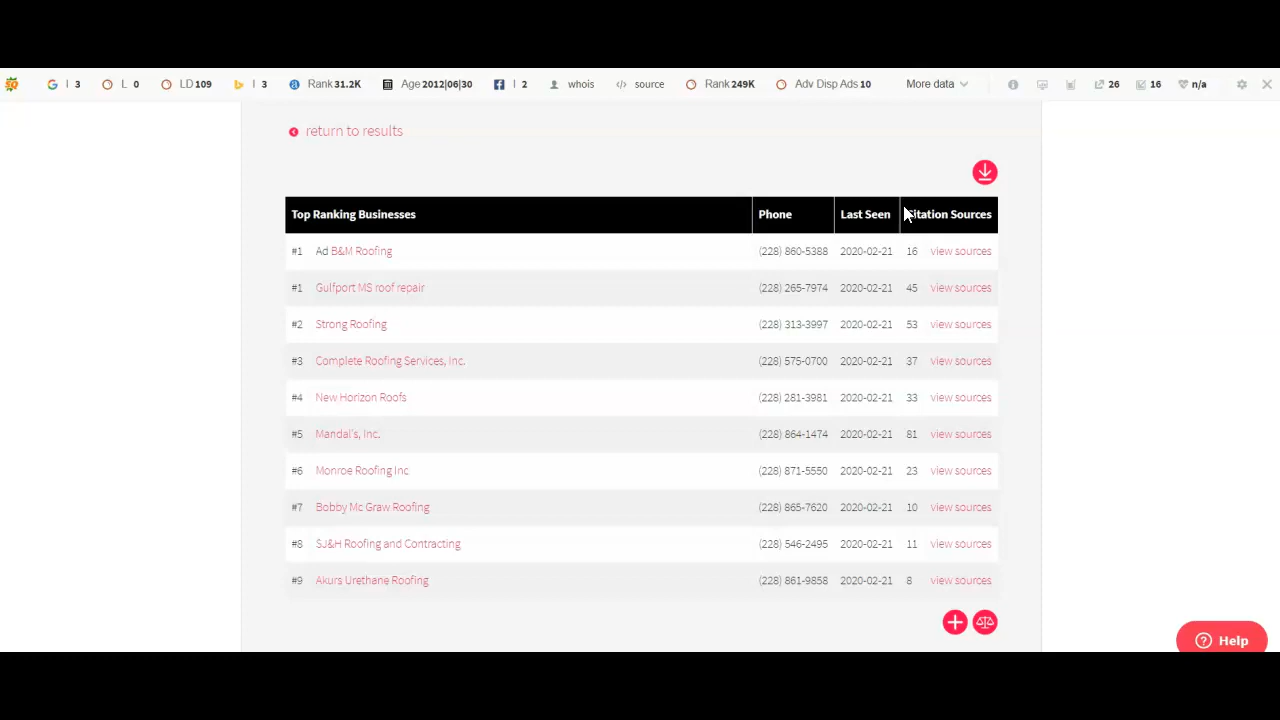 SQ G I 3 L 0 LD 109 I 3 Rank 31.2K Age 2012|06|30 I 2 whois </> source Rank 249K Adv Disp Ads 10 More data 26 16 n/a
return to results
Top Ranking Businesses Phone Last Seen Citation Sources
#1 Ad B&M Roofing (228) 860-5388 2020-02-21 16 view sources
#1 Gulfport MS roof repair (228) 265-7974 2020-02-21 45 view sources
#2 Strong Roofing (228) 313-3997 2020-02-21 53 view sources
#3 Complete Roofing Services, Inc. (228) 575-0700 2020-02-21 37 view sources
#4 New Horizon Roofs (228) 281-3981 2020-02-21 33 view sources
#5 Mandal's, Inc. (228) 864-1474 2020-02-21 81 view sources
#6 Monroe Roofing Inc (228) 871-5550 2020-02-21 23 view sources
#7 Bobby Mc Graw Roofing (228) 865-7620 2020-02-21 10 view sources
#8 SJ&H Roofing and Contracting (228) 546-2495 2020-02-21 11 view sources
#9 Akurs Urethane Roofing (228) 861-9858 2020-02-21 8 view sources
Help